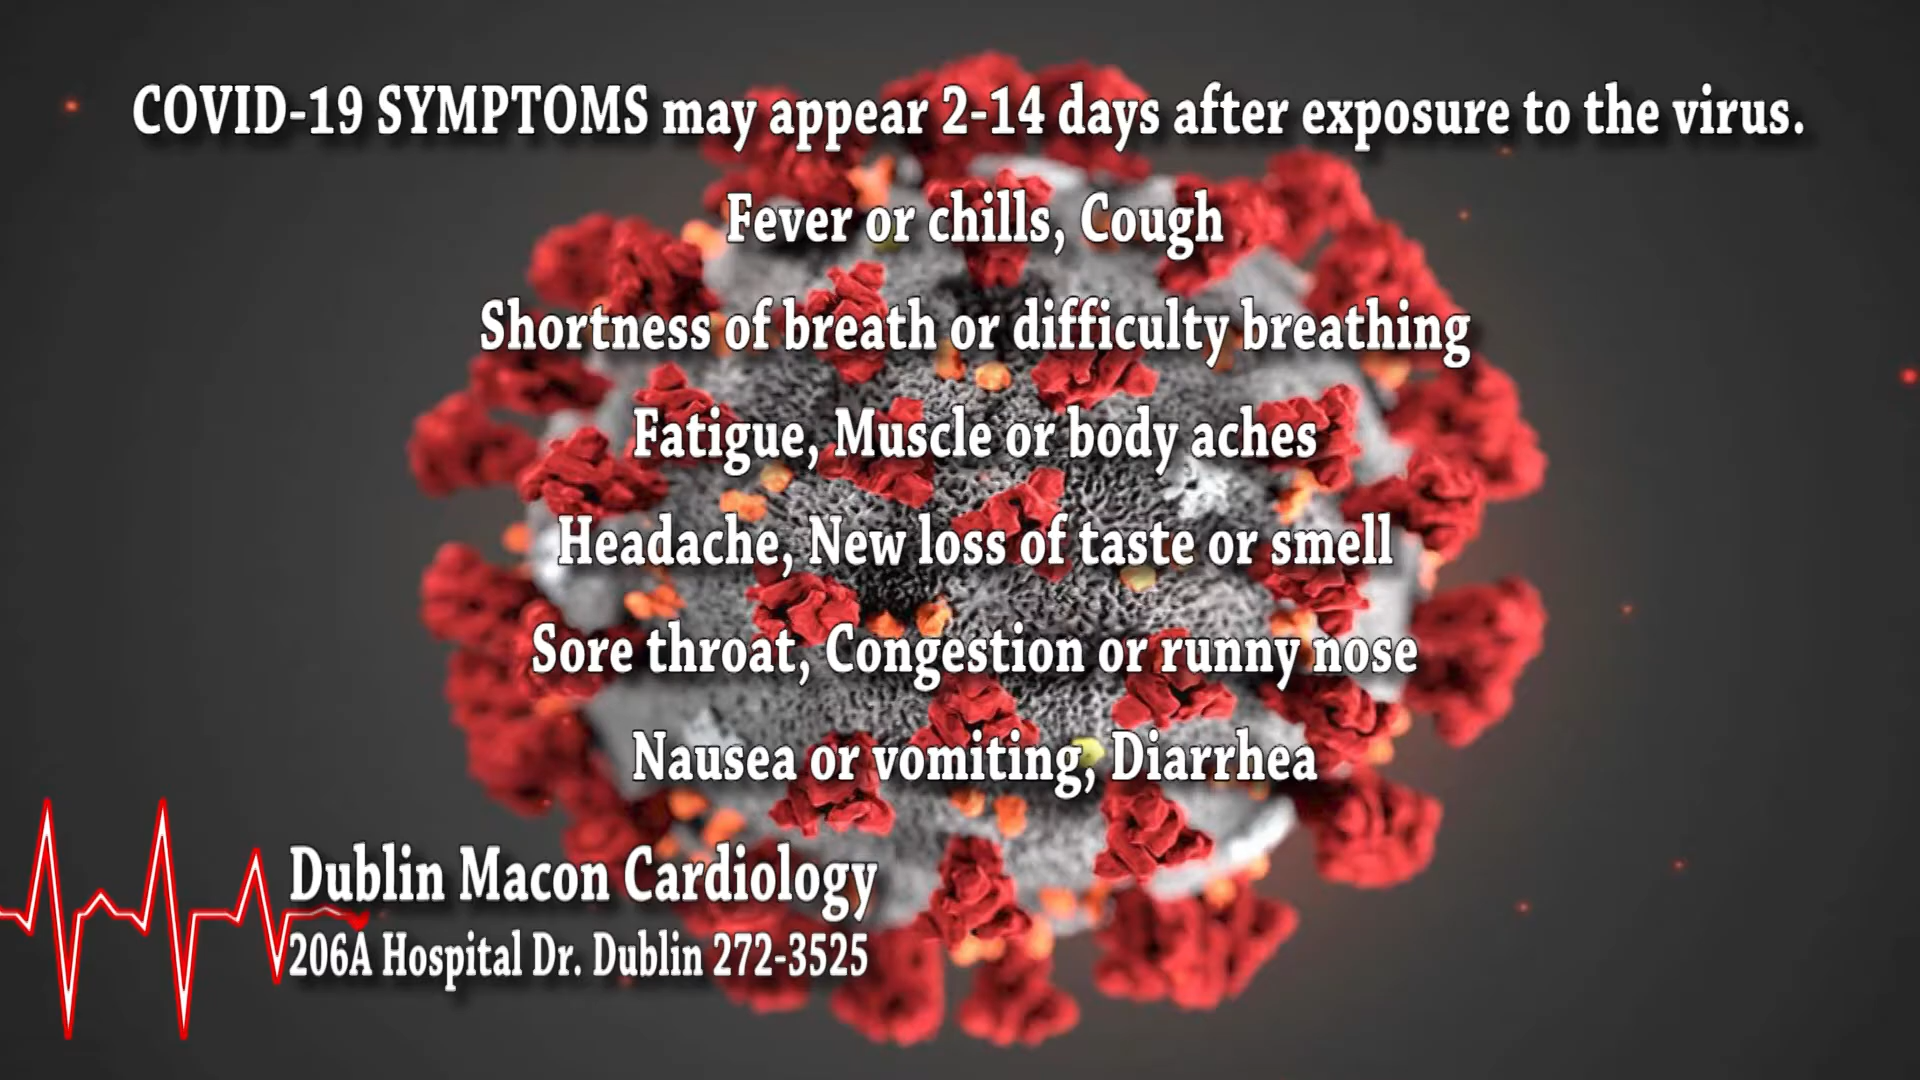 COVID-19 SYMPTOMS may appear 2-14 days after exposure to the virus.
Fever or chills, Cough
Shortness of breath or difficulty breathing
Fatigue, Muscle or body aches
Headache, New loss of taste or smell
Sore throat, Congestion or runny nose
Nausea or vomiting, Diarrhea
Dublin Macon Cardiology
206A Hospital Dr. Dublin 272-3525